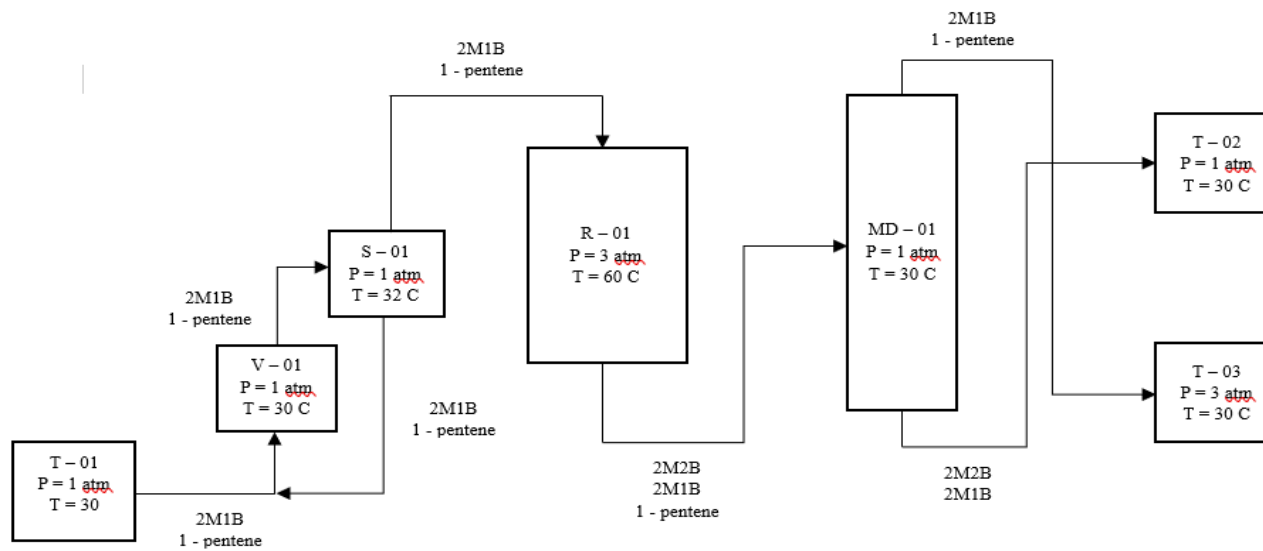 2M1B
1 - pentene
2M1B
1 - pentene
T – 02
P = 1 atm
T = 30 C
S – 01
P = 1 atm
T = 32 C
R – 01
P = 3 atm
T = 60 C
MD – 01
P = 1 atm
T = 30 C
2M1B
1 - pentene
V – 01
P = 1 atm
T = 30 C
T – 03
P = 3 atm
T = 30 C
2M1B
1 - pentene
T – 01
P = 1 atm
T = 30
2M1B
1 - pentene
2M2B
2M1B
1 - pentene
2M2B
2M1B